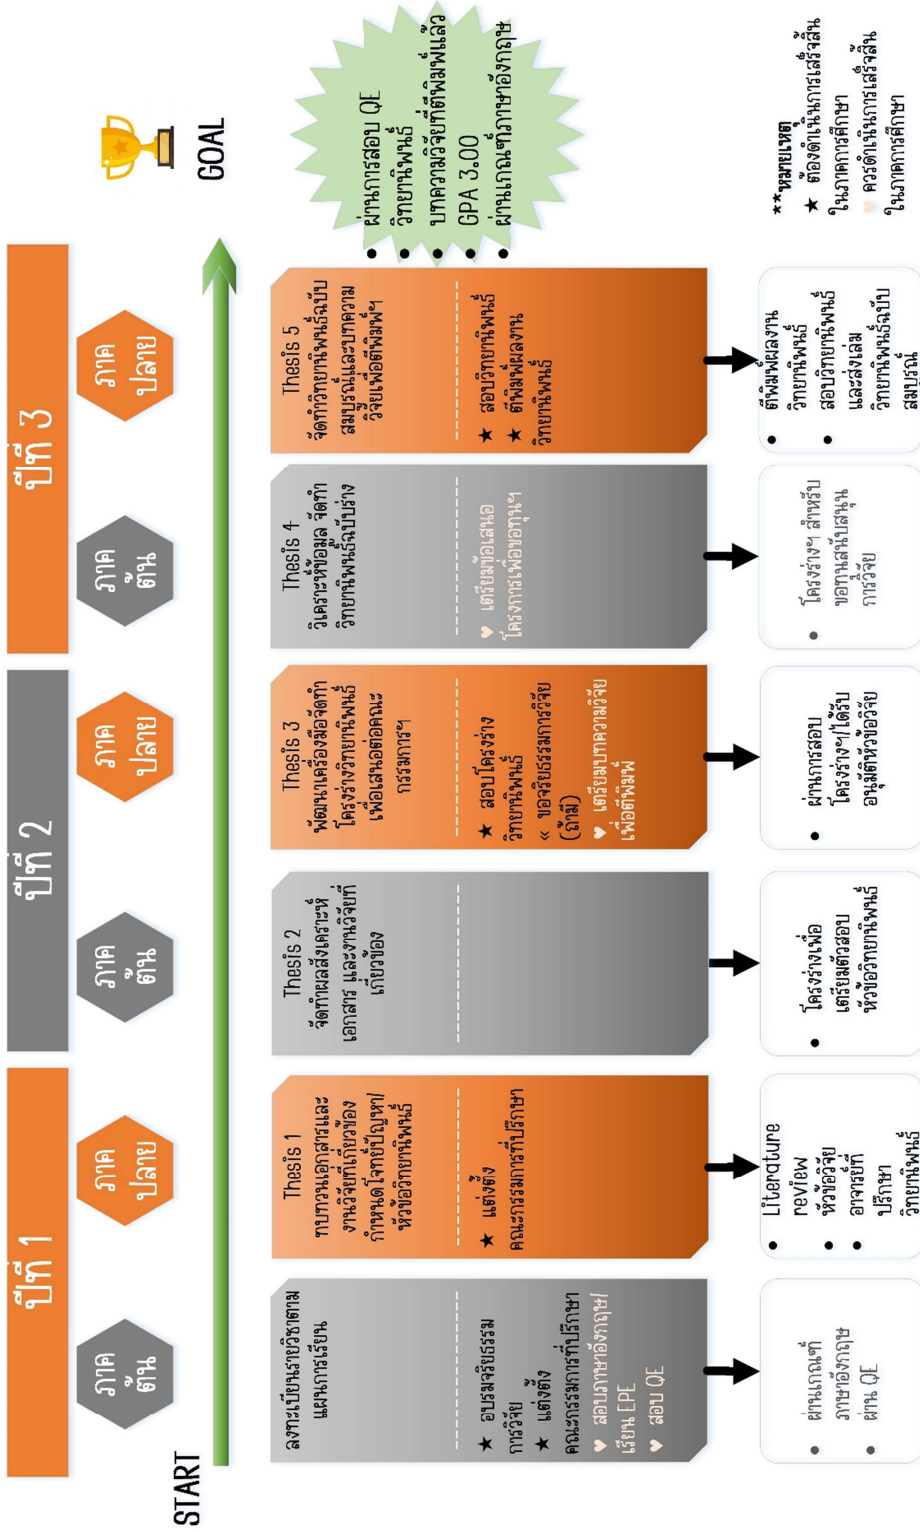 ปีที่ 1
ปีที่ 2
ปีที่ 3
ภาค
ต้น
ภาค
ปลาย
ภาค
ต้น
ภาค
ปลาย
ภาค
ต้น
ภาค
ปลาย
START
GOAL
ลงทะเบียนรายวิชาตาม
แผนการเรียน
★ อบรมจริยธรรม
การวิจัย
★ แต่งตั้ง
คณะกรรมการที่ปรึกษา
♥ สอบภาษาอังกฤษ/
เรียน EPE
♥ สอบ QE
Thesis 1
ทบทวนเอกสารและ
งานวิจัยที่เกี่ยวข้อง
กำหนดโจทย์ปัญหา/
หัวข้อวิทยานิพนธ์
★ แต่งตั้ง
คณะกรรมการที่ปรึกษา
Thesis 2
จัดทำผลสังเคราะห์
เอกสาร และงานวิจัยที่
เกี่ยวข้อง
Thesis 3
พัฒนาเครื่องมือจัดทำ
โครงร่างวิทยานิพนธ์
เพื่อเสนอต่อคณะ
กรรมการฯ
★ สอบโครงร่าง
วิทยานิพนธ์
« ขอจริยธรรมการวิจัย
(ถ้ามี)
♥ เตรียมบทความวิจัย
เพื่อตีพิมพ์
Thesis 4
วิเคราะห์ข้อมูล จัดทำ
วิทยานิพนธ์ฉบับร่าง
♥ เตรียมข้อเสนอ
โครงการเพื่อขอทุนฯ
Thesis 5
จัดทำวิทยานิพนธ์ฉบับ
สมบูรณ์และบทความ
วิจัยเพื่อตีพิมพ์ฯ
★ สอบวิทยานิพนธ์
★ ตีพิมพ์ผลงาน
วิทยานิพนธ์
• ผ่านการสอบ QE
• วิทยานิพนธ์
• บทความวิจัยที่ตีพิมพ์แล้ว
• GPA 3.00
• ผ่านเกณฑ์ภาษาอังกฤษ
• ผ่านเกณฑ์
ภาษาอังกฤษ
• ผ่าน QE
• Literature
review
• หัวข้อวิจัย
• อาจารย์ที่
ปรึกษา
วิทยานิพนธ์
• โครงร่างเพื่อ
เตรียมตัวสอบ
หัวข้อวิทยานิพนธ์
• ผ่านการสอบ
โครงร่างฯ/ได้รับ
อนุมัติหัวข้อวิจัย
• โครงร่างฯ สำหรับ
ขอทุนสนับสนุน
การวิจัย
• ตีพิมพ์ผลงาน
วิทยานิพนธ์
• สอบวิทยานิพนธ์
และส่งเล่ม
วิทยานิพนธ์ฉบับ
สมบูรณ์
**หมายเหตุ
★ ต้องดำเนินการเสร็จสิ้น
ในภาคการศึกษา
♥ ควรดำเนินการเสร็จสิ้น
ในภาคการศึกษา